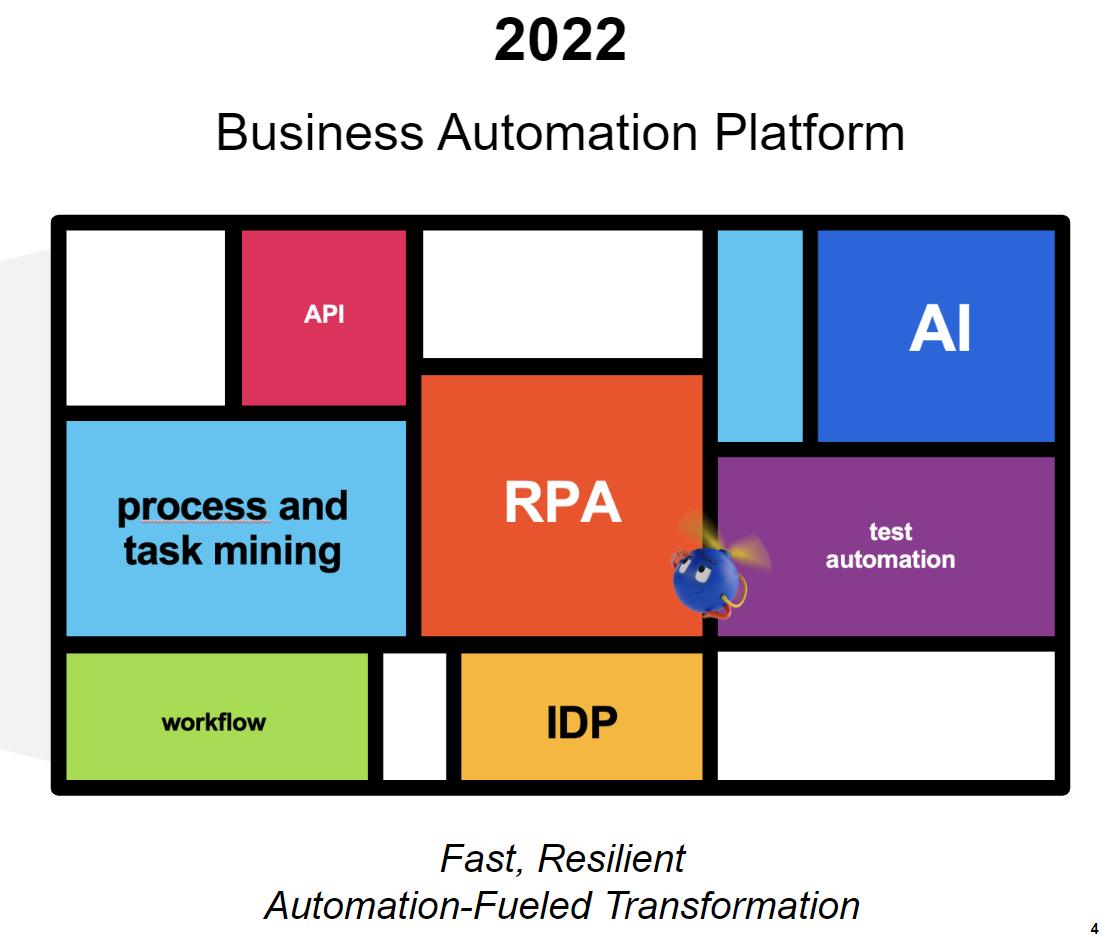 2022
Business Automation Platform
API
AI
process and
task mining
RPA
test
automation
workflow
IDP
Fast, Resilient
Automation-Fueled Transformation
4